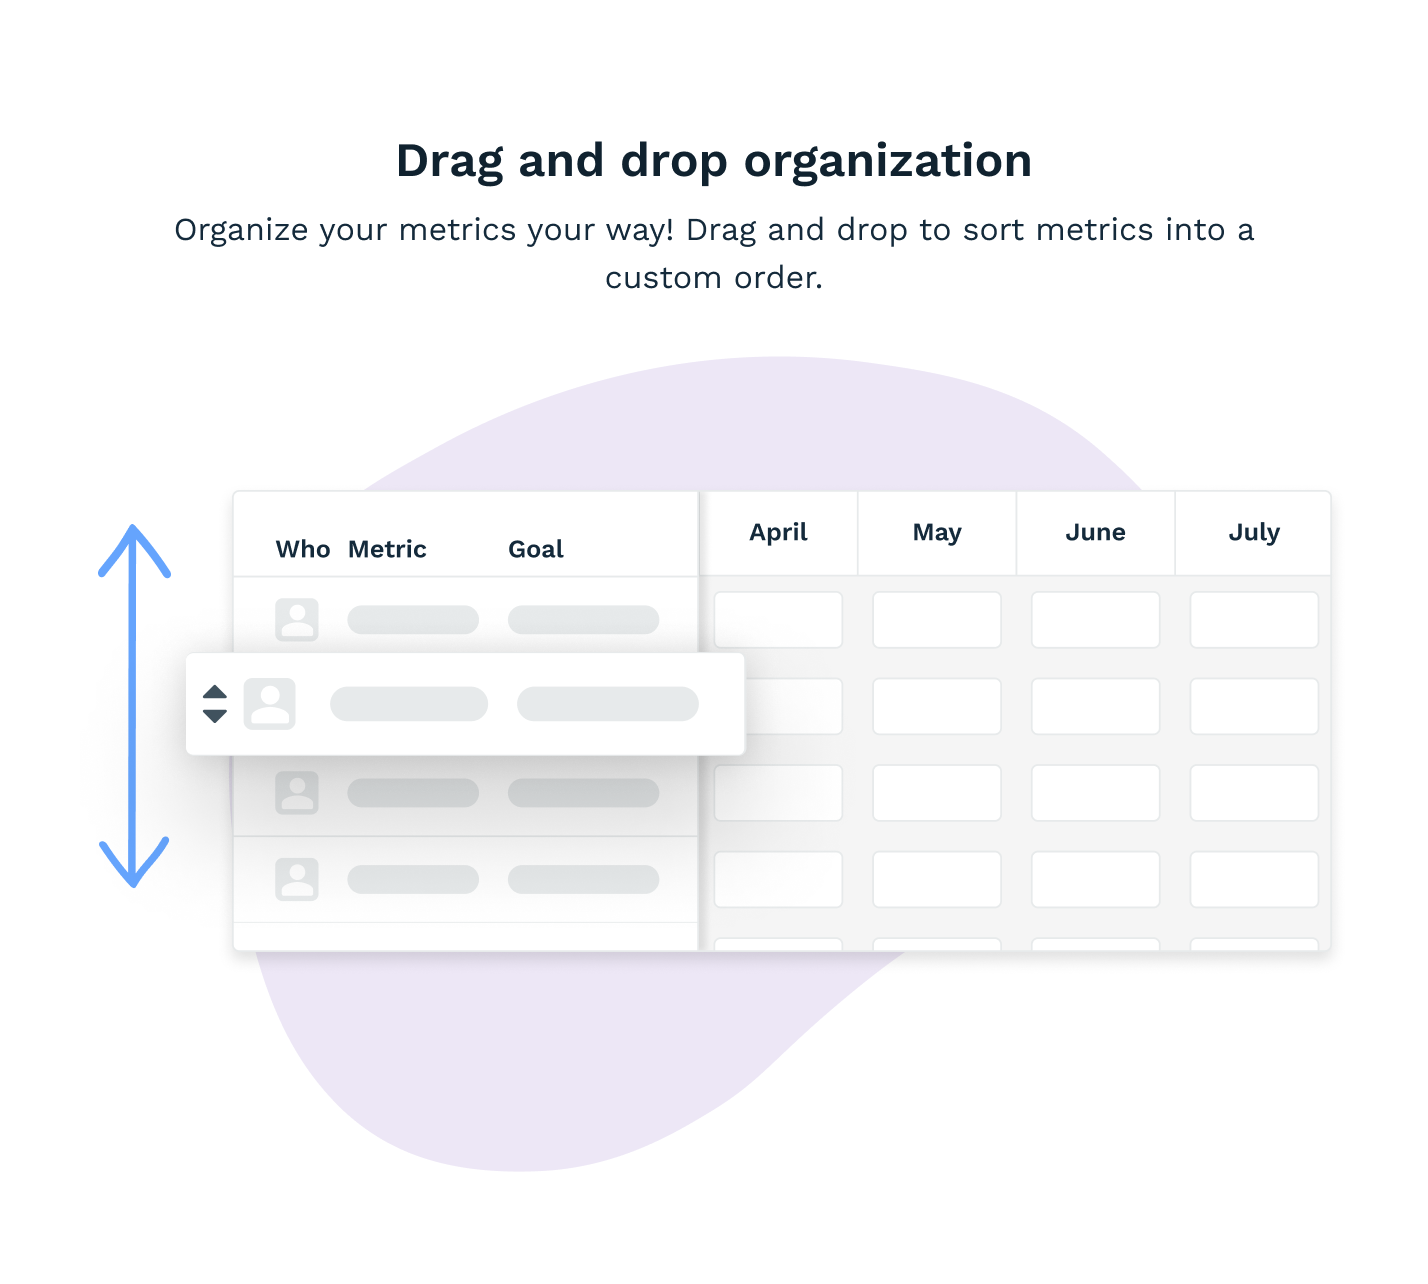 Drag and drop organization
Organize your metrics your way! Drag and drop to sort metrics into a
custom order.
Who Metric Goal April May June July